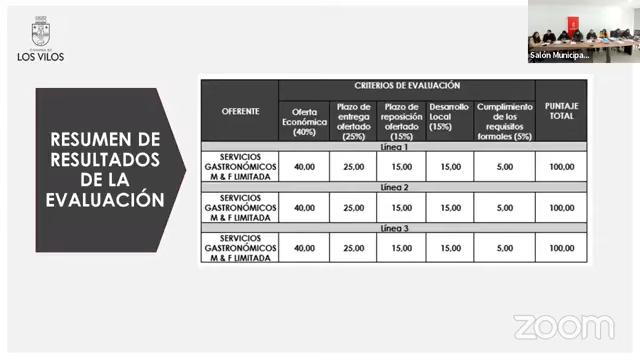 LOS VILOS
Salón Municipa...
RESUMEN DE
RESULTADOS
DE LA
EVALUACIÓN
OFERENTE
CRITERIOS DE EVALUACIÓN
PUNTAJE
TOTAL
Oferta
Económica
(40%)
Plazo de
entrega
ofertado
(25%)
Plazo de
reposición
ofertado
(15%)
Desarrollo
Local
(15%)
Cumplimiento
de los
requisitos
formales (5%)
Línea 1
SERVICIOS
GASTRONÓMICOS
M & F LIMITADA
40,00 25,00 15,00 15,00 5,00 100,00
Línea 2
SERVICIOS
GASTRONÓMICOS
M & F LIMITADA
40,00 25,00 15,00 15,00 5,00 100,00
Línea 3
SERVICIOS
GASTRONÓMICOS
M & F LIMITADA
40,00 25,00 15,00 15,00 5,00 100,00
zoom